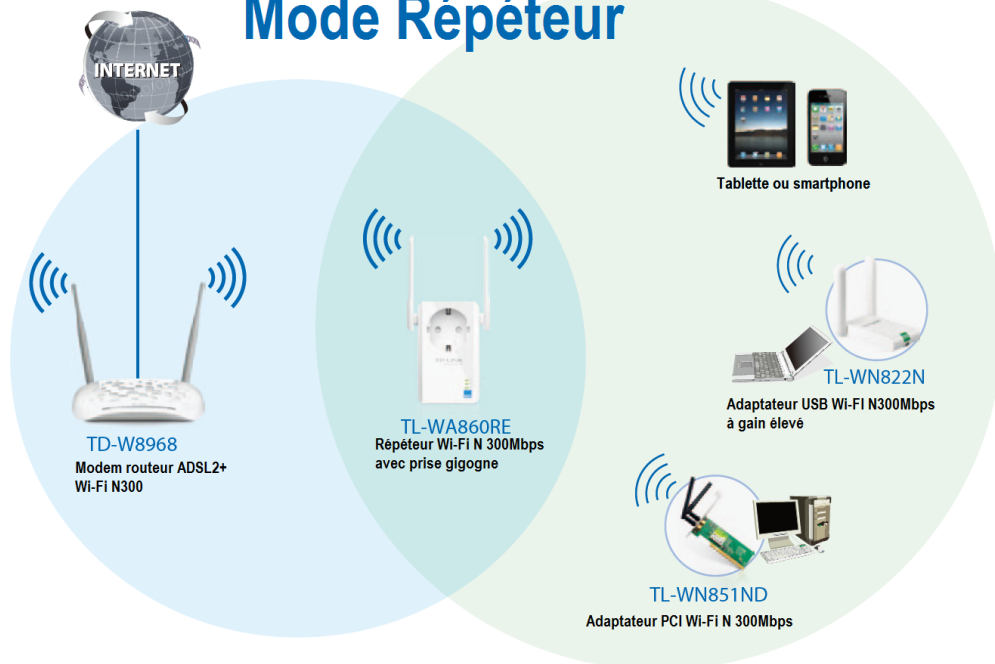 Mode Répéteur
INTERNET
Tablette ou smartphone
TP-LINK
TL-WN822N
Adaptateur USB Wi-FI N300Mbps
à gain élevé
TL-WA860RE
Répéteur Wi-Fi N 300Mbps
avec prise gigogne
TD-W8968
Modem routeur ADSL2+
Wi-Fi N300
TL-WN851ND
Adaptateur PCI Wi-Fi N 300Mbps